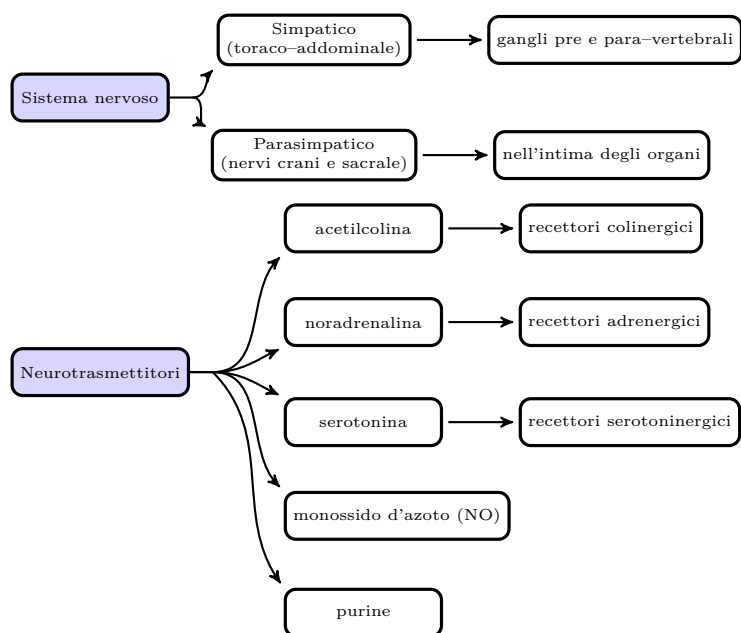 Simpatico
(toraco–addominale)
gangli pre e para–vertebrali
Sistema nervoso
Parasimpatico
(nervi crani e sacrale)
nell'intima degli organi
acetilcolina
recettori colinergici
noradrenalina
recettori adrenergici
Neurotrasmettitori
serotonina
recettori serotoninergici
monossido d'azoto (NO)
purine